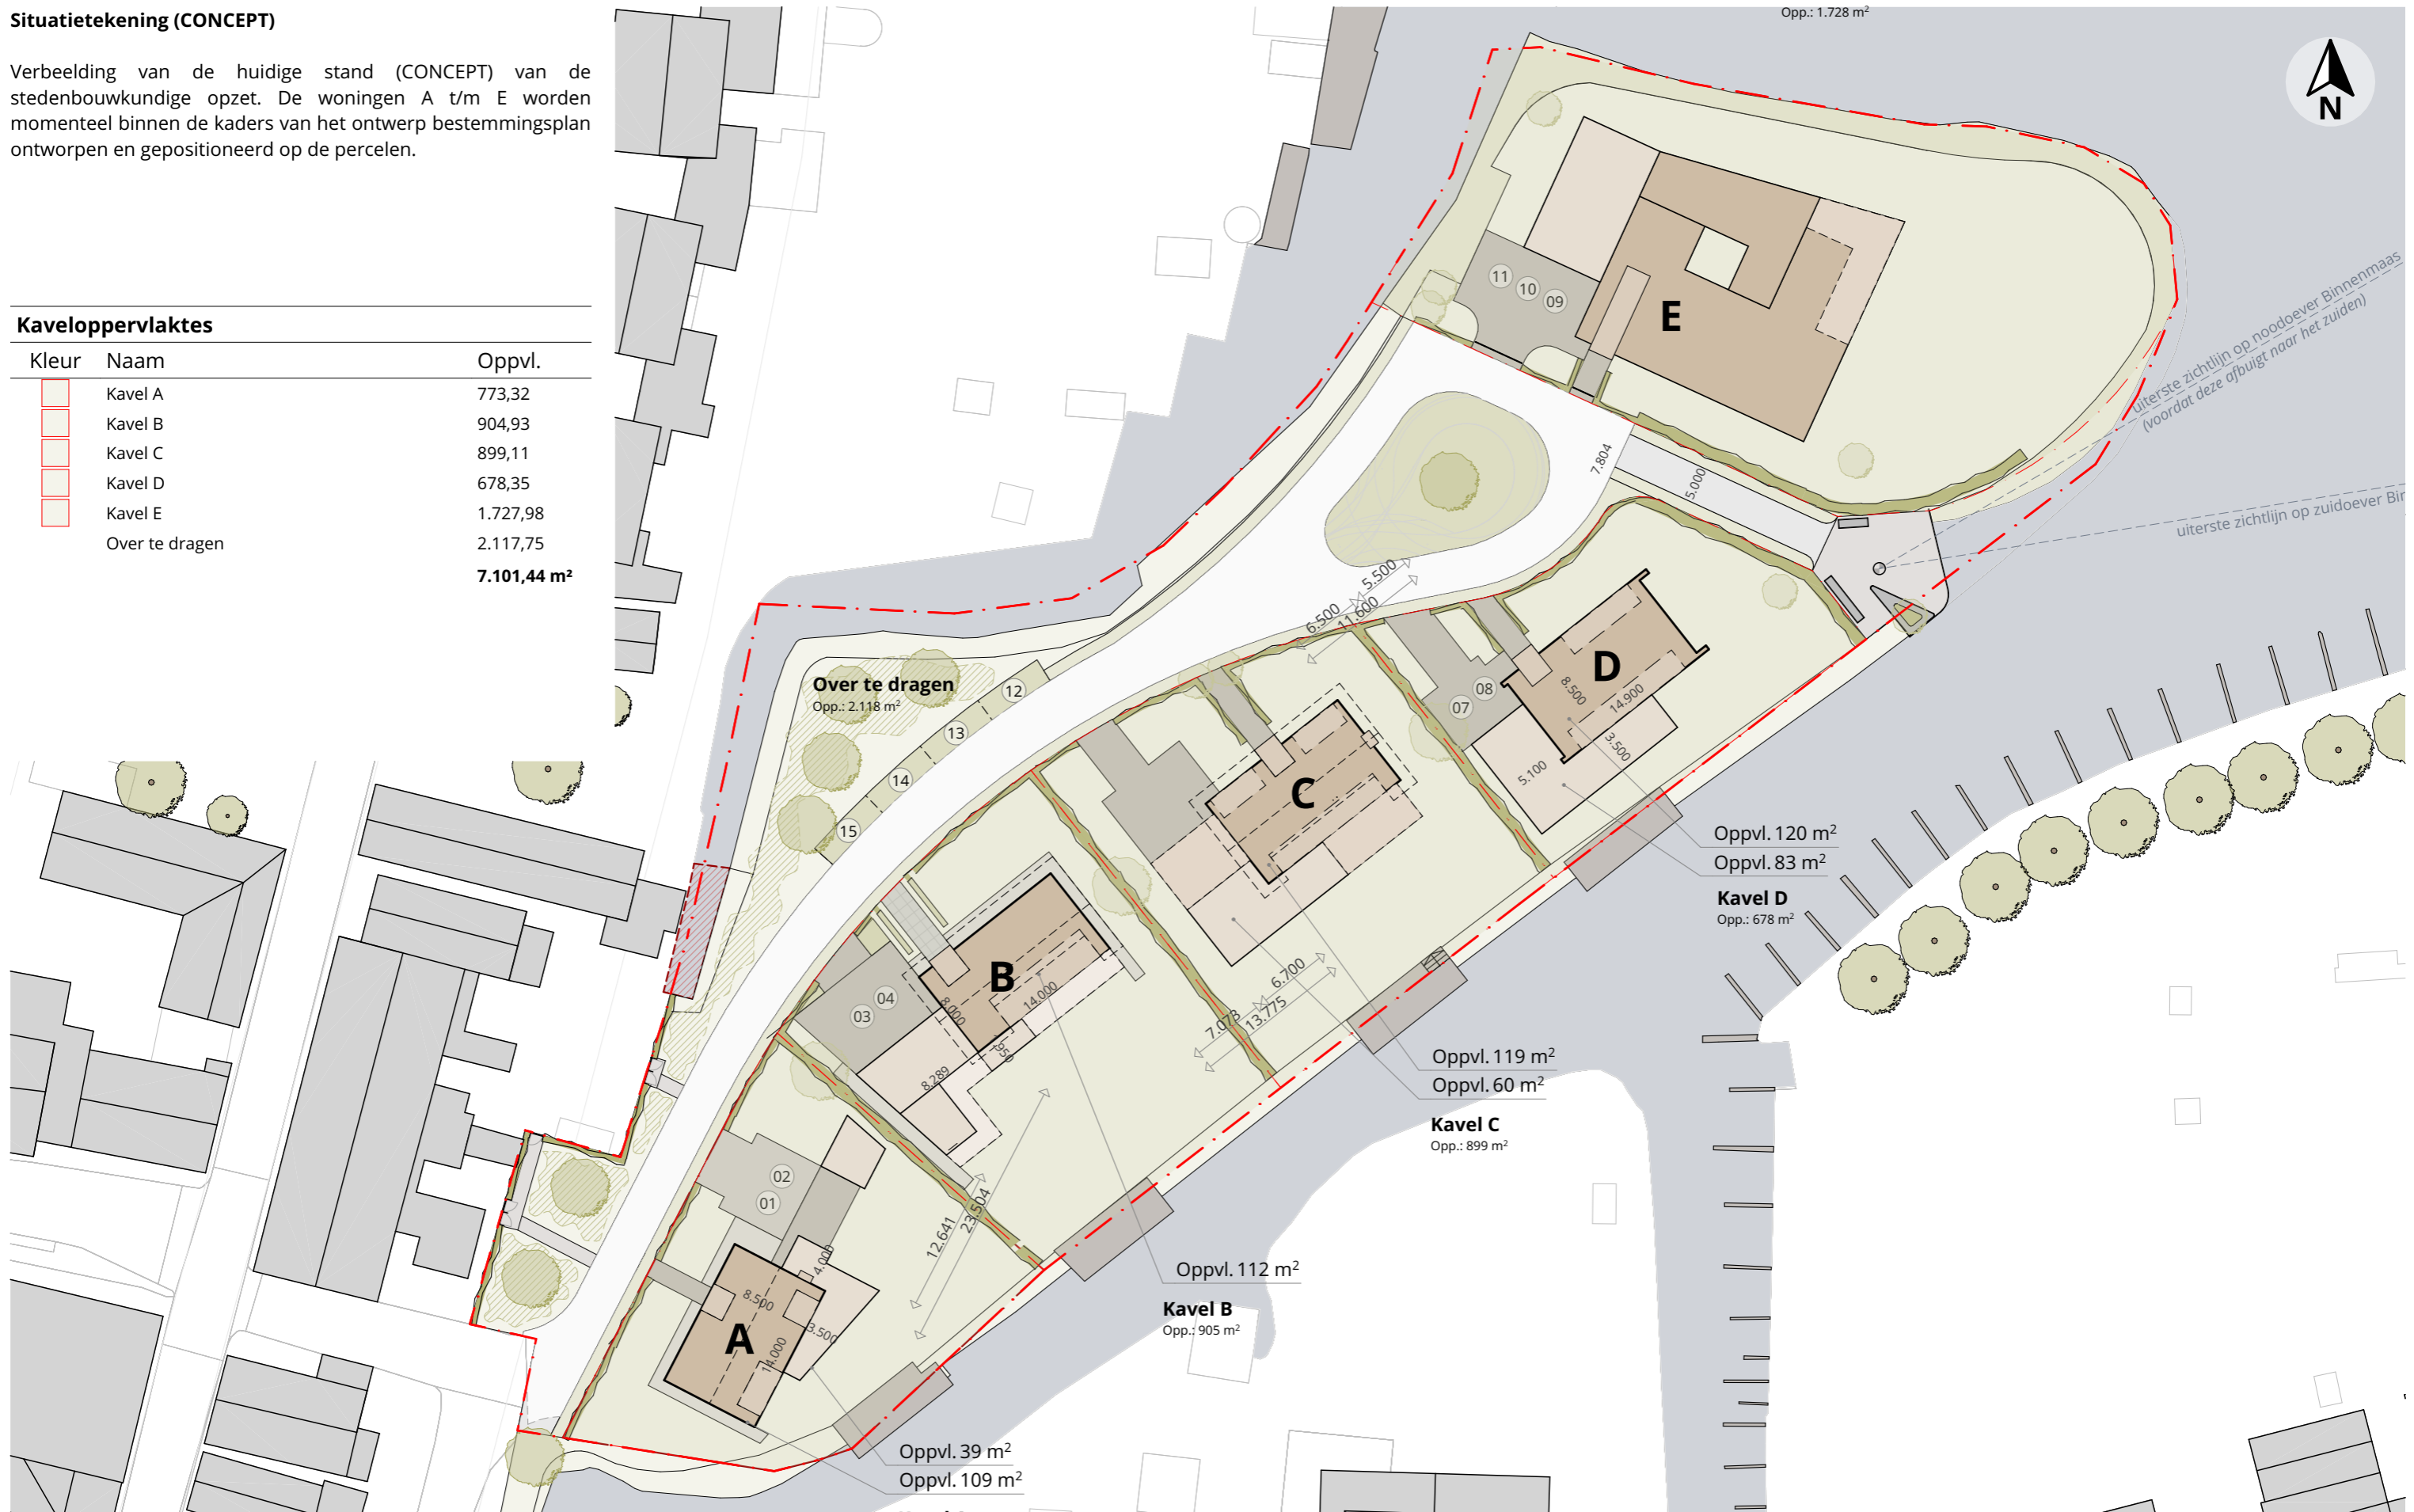 Situatietekening (CONCEPT)
Verbeelding van de huidige stand (CONCEPT) van de
stedenbouwkundige opzet. De woningen A t/m E worden
momenteel binnen de kaders van het ontwerp bestemmingsplan
ontworpen en gepositioneerd op de percelen.
Kaveloppervlaktes
Kleur Naam Oppvl.
Kavel A 773,32
Kavel B 904,93
Kavel C 899,11
Kavel D 678,35
Kavel E 1.727,98
Over te dragen 2.117,75
7.101,44 m²
Opp.: 1.728 m²
N
11
10
09
E
uiterste zichtlijn op noodoever Binnenmaas
(voordat deze afbuigt naar het zuiden)
uiterste zichtlijn op zuidoever Bin
7.804
5.000
5.500
6.500
11.600
Over te dragen
Opp.: 2.118 m²
12
13
14
15
D
08
07
8.500
14.900
3.500
5.100
Oppvl. 120 m²
Oppvl. 83 m²
Kavel D
Opp.: 678 m²
C
6.700
7.073
13.775
Oppvl. 119 m²
Oppvl. 60 m²
Kavel C
Opp.: 899 m²
B
04
03
8.000
14.000
1.950
8.289
12.641
23.504
Oppvl. 112 m²
Kavel B
Opp.: 905 m²
02
01
A
4.000
8.500
3.500
14.000
Oppvl. 39 m²
Oppvl. 109 m²